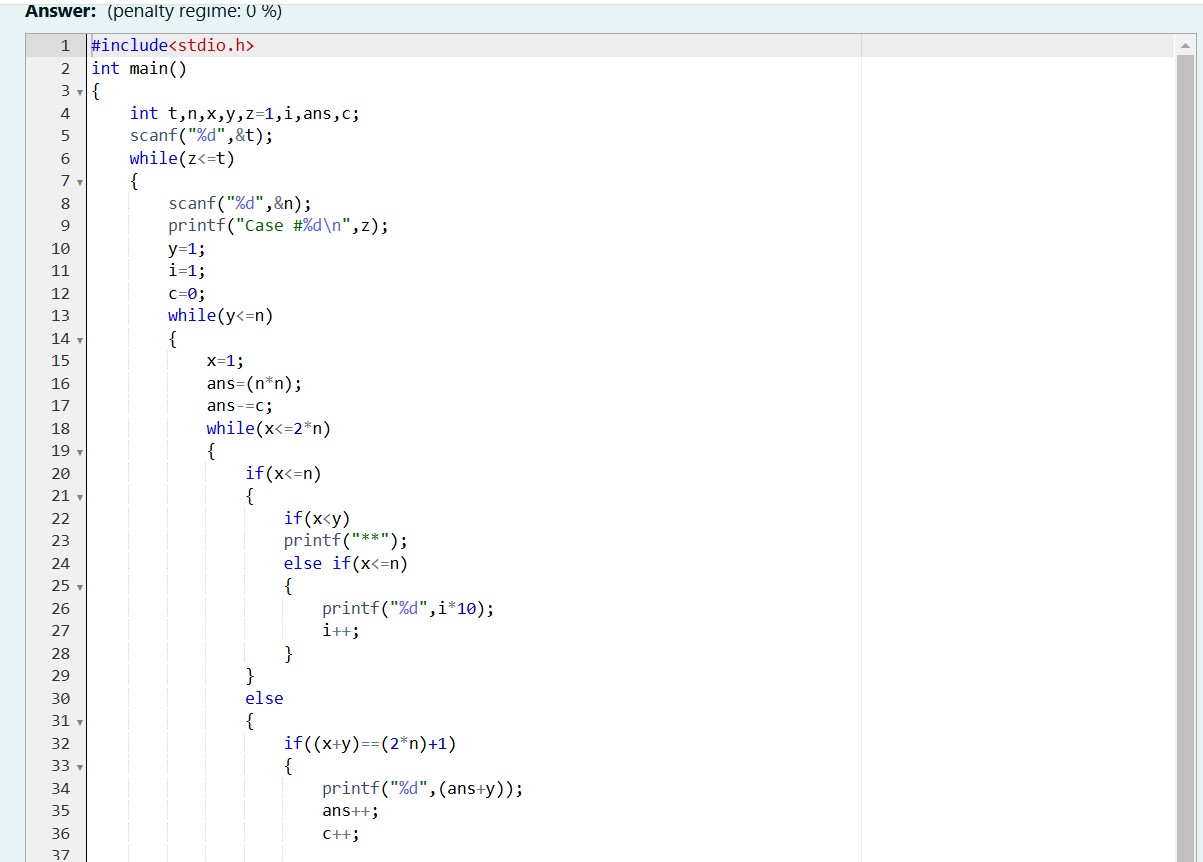 Answer: (penalty regime: 0 %)
1 #include<stdio.h>
2 int main()
3 {
4     int t,n,x,y,z=1,i,ans,c;
5     scanf("%d",&t);
6     while(z<=t)
7     {
8         scanf("%d",&n);
9         printf("Case #%d\n",z);
10         y=1;
11         i=1;
12         c=0;
13         while(y<=n)
14         {
15             x=1;
16             ans=(n*n);
17             ans-=c;
18             while(x<=2*n)
19             {
20                 if(x<=n)
21                 {
22                     if(x<y)
23                     printf("**");
24                     else if(x<=n)
25                     {
26                         printf("%d",i*10);
27                         i++;
28                     }
29                 }
30                 else
31                 {
32                     if((x+y)==(2*n)+1)
33                     {
34                         printf("%d",(ans+y));
35                         ans++;
36                         c++;
37